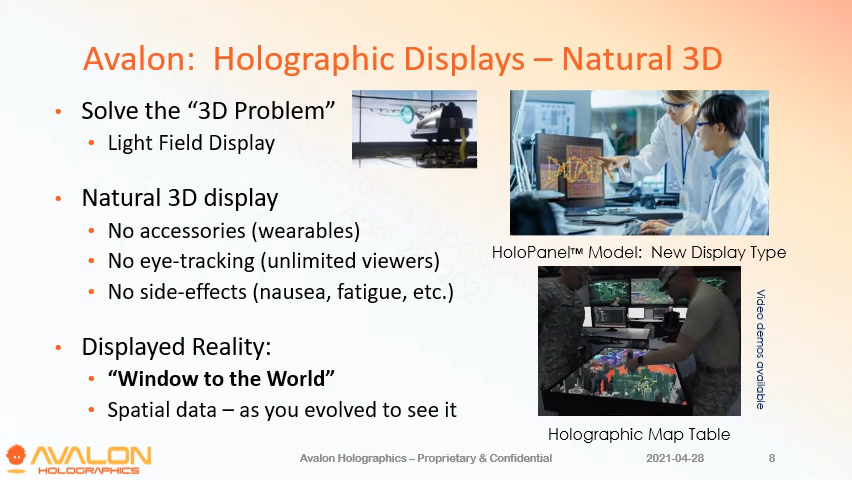 Avalon: Holographic Displays – Natural 3D
• Solve the “3D Problem”
• Light Field Display
• Natural 3D display
• No accessories (wearables)
• No eye-tracking (unlimited viewers)
• No side-effects (nausea, fatigue, etc.)
• Displayed Reality:
• “Window to the World”
• Spatial data – as you evolved to see it
HoloPanel™ Model: New Display Type
Video demos available
Holographic Map Table
AVALON
HOLOGRAPHICS
Avalon Holographics – Proprietary & Confidential
2021-04-28
8